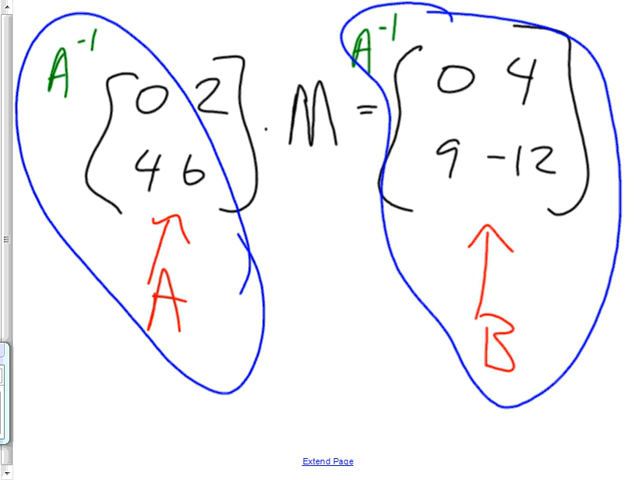 A⁻¹ [0 2 A⁻¹ [0 4
4 6] · M = 9 -12]
A B
Extend Page